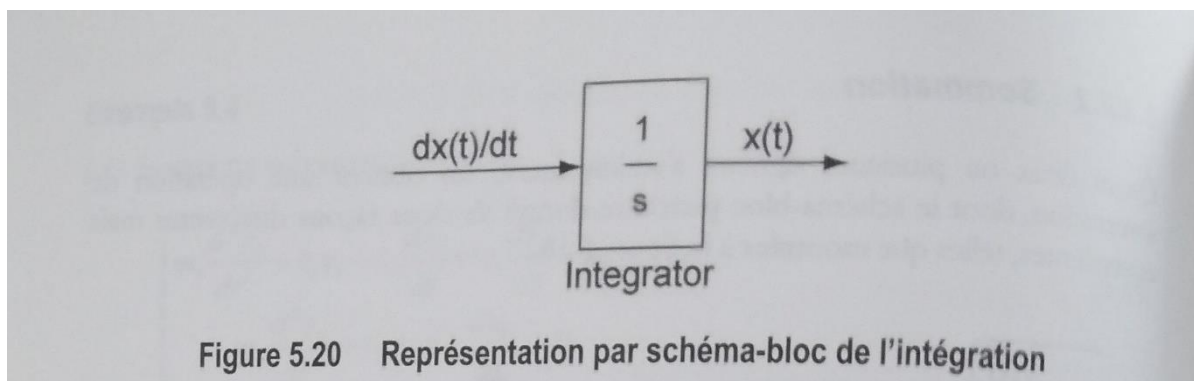 dx(t)/dt
1
s
x(t)
Integrator
Figure 5.20 Représentation par schéma-bloc de l'intégration